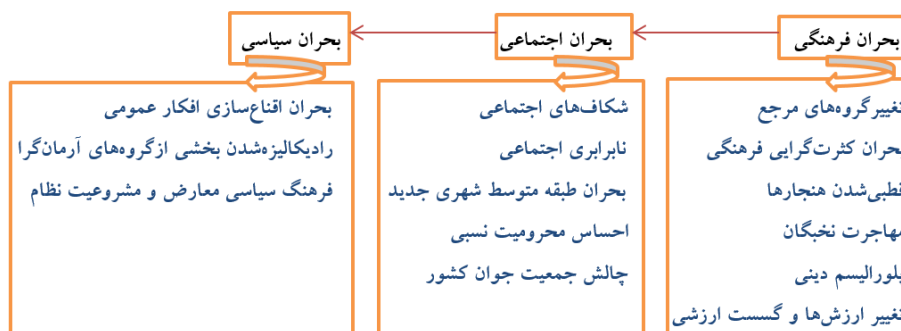 بحران فرهنگی
بحران اجتماعی
بحران سیاسی
تغییرگروه‌های مرجع
بحران کثرت‌گرایی فرهنگی
قطبی‌شدن هنجارها
مهاجرت نخبگان
پلورالیسم دینی
تغییر ارزش‌ها و گسست ارزشی
شکاف‌های اجتماعی
نابرابری اجتماعی
بحران طبقه متوسط شهری جدید
احساس محرومیت نسبی
چالش جمعیت جوان کشور
بحران اقناع‌سازی افکار عمومی
رادیکالیزه‌شدن بخشی ازگروه‌های آرمان‌گرا
فرهنگ سیاسی معارض و مشروعیت نظام